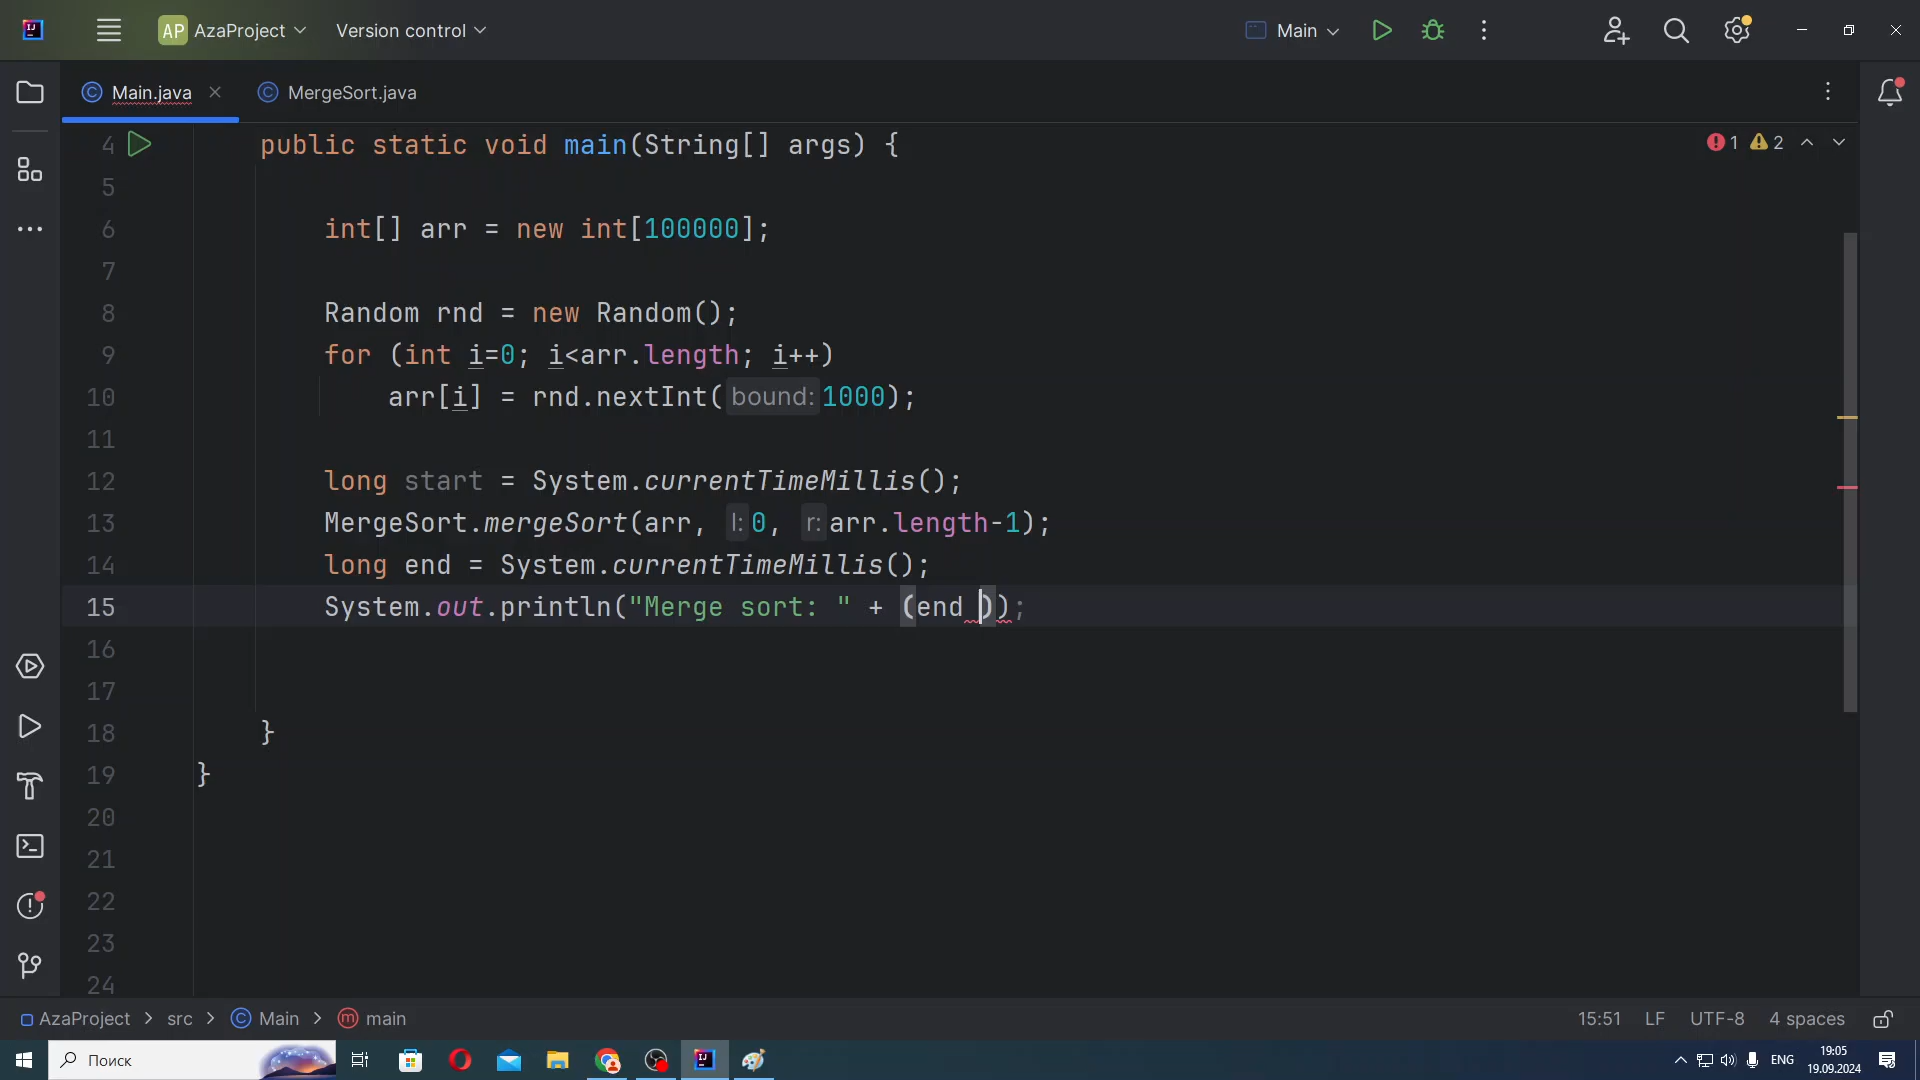 AP AzaProject Version control Main
Main.java MergeSort.java
4 public static void main(String[] args) { 1 2
5
6 int[] arr = new int[100000];
7
8 Random rnd = new Random();
9 for (int i=0; i<arr.length; i++)
10 arr[i] = rnd.nextInt( bound: 1000);
11
12 long start = System.currentTimeMillis();
13 MergeSort.mergeSort(arr, l: 0, r: arr.length-1);
14 long end = System.currentTimeMillis();
15 System.out.println("Merge sort: " + (end ));
16
17
18 }
19 }
20
21
22
23
24
AzaProject > src > Main > main 15:51 LF UTF-8 4 spaces
Поиск ENG 19:05
19.09.2024